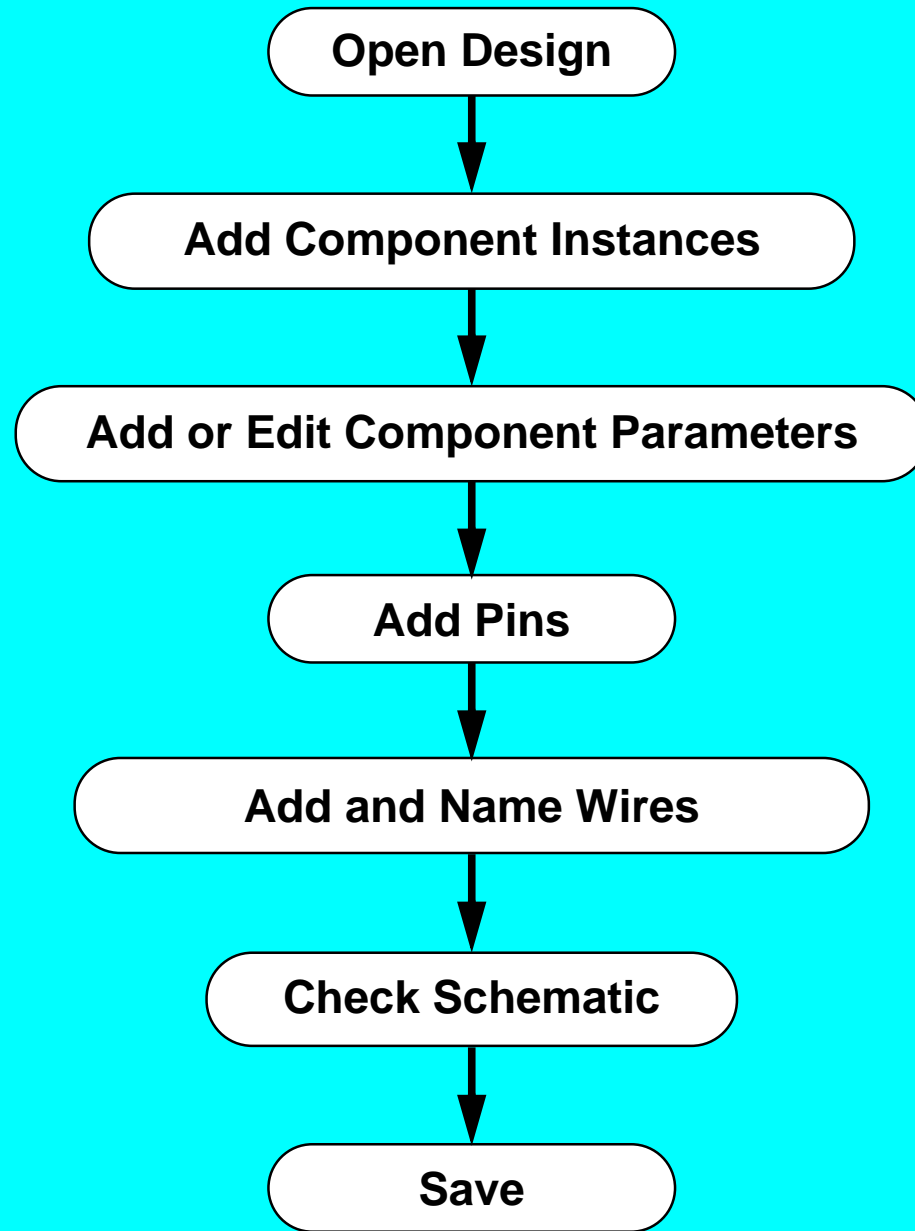 Open Design
Add Component Instances
Add or Edit Component Parameters
Add Pins
Add and Name Wires
Check Schematic
Save